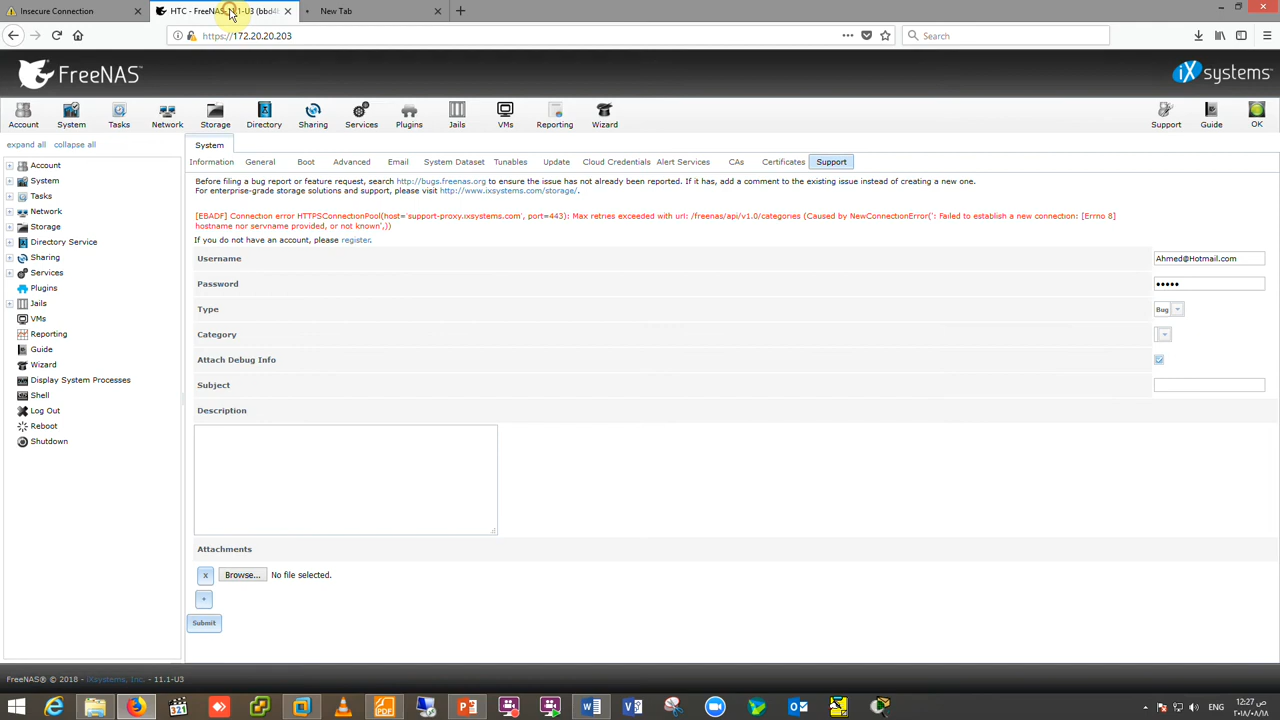 Insecure Connection
HTC - FreeNAS-11.1-U3 (bbd4b
New Tab
https://172.20.20.203
Search
FreeNAS
iXsystems
Account
System
Tasks
Network
Storage
Directory
Sharing
Services
Plugins
Jails
VMs
Reporting
Wizard
Support
Guide
OK
expand all
collapse all
System
Information
General
Boot
Advanced
Email
System Dataset
Tunables
Update
Cloud Credentials
Alert Services
CAs
Certificates
Support
Account
System
Tasks
Network
Storage
Directory Service
Sharing
Services
Plugins
Jails
VMs
Reporting
Guide
Wizard
Display System Processes
Shell
Log Out
Reboot
Shutdown
Before filing a bug report or feature request, search http://bugs.freenas.org to ensure the issue has not already been reported. If it has, add a comment to the existing issue instead of creating a new one.
For enterprise-grade storage solutions and support, please visit http://www.ixsystems.com/storage/.
[EBADF] Connection error HTTPSConnectionPool(host='support-proxy.ixsystems.com', port=443): Max retries exceeded with url: /freenas/api/v1.0/categories (Caused by NewConnectionError(': Failed to establish a new connection: [Errno 8]
hostname nor servname provided, or not known',))
If you do not have an account, please register.
Username
Ahmed@Hotmail.com
Password
•••••
Type
Bug
Category
Attach Debug Info
Subject
Description
Attachments
X
Browse...
No file selected.
+
Submit
FreeNAS® © 2018 - iXsystems, Inc. - 11.1-U3
321
PDF
ENG
12:27 ص
٢٠١٨/٠٨/١٨